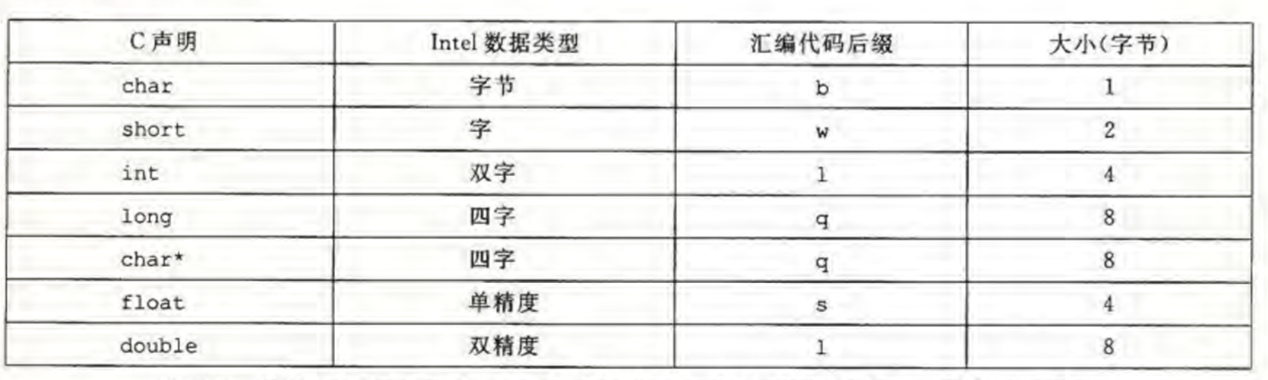 C声明 Intel 数据类型 汇编代码后缀 大小(字节)
char 字节 b 1
short 字 w 2
int 双字 l 4
long 四字 q 8
char* 四字 q 8
float 单精度 s 4
double 双精度 l 8